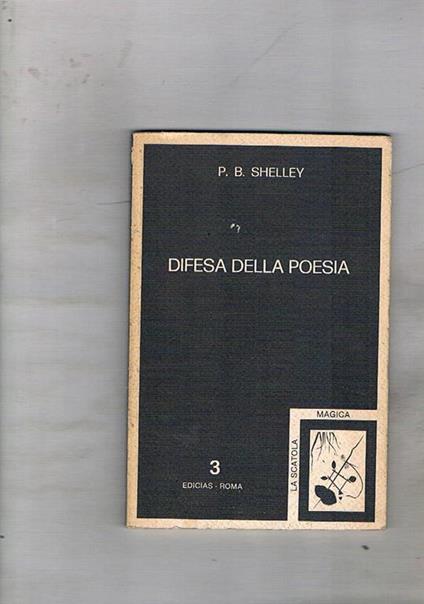 P. B. SHELLEY
DIFESA DELLA POESIA
3
EDICIAS - ROMA
LA SCATOLA
MAGICA